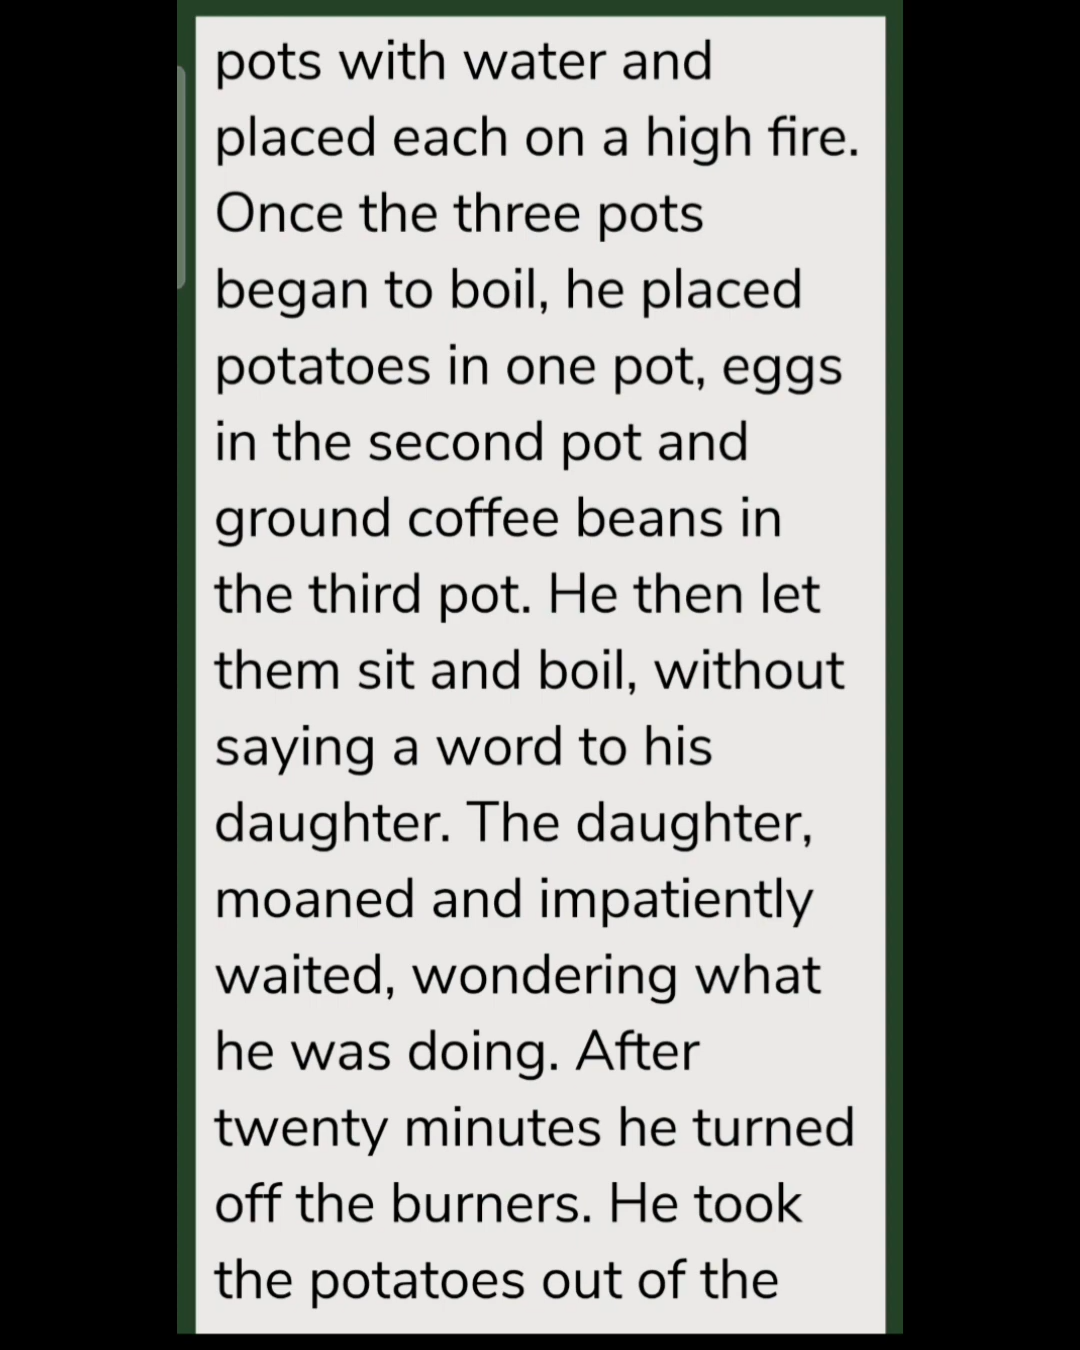 pots with water and
placed each on a high fire.
Once the three pots
began to boil, he placed
potatoes in one pot, eggs
in the second pot and
ground coffee beans in
the third pot. He then let
them sit and boil, without
saying a word to his
daughter. The daughter,
moaned and impatiently
waited, wondering what
he was doing. After
twenty minutes he turned
off the burners. He took
the potatoes out of the